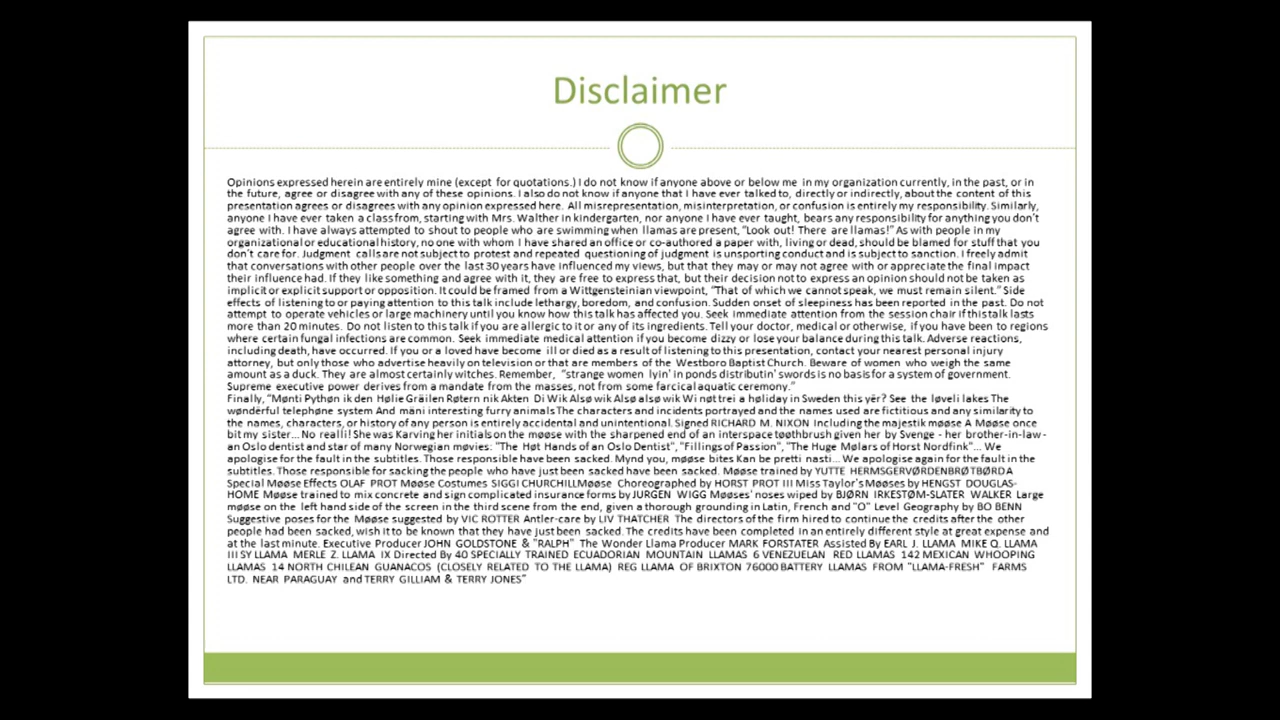 Disclaimer
Opinions expressed herein are entirely mine (except for quotations.) I do not know if anyone above or below me in my organization currently, in the past, or in
the future, agree or disagree with any of these opinions. I also do not know if anyone that I have ever talked to, directly or indirectly, about the content of this
presentation agrees or disagrees with any opinion expressed here. All misrepresentation, misinterpretation, or confusion is entirely my responsibility. Similarly,
anyone I have ever taken a class from, starting with Mrs. Walther in kindergarten, nor anyone I have ever taught, bears any responsibility for anything you don't
agree with. I have always attempted to shout to people who are swimming when llamas are present, "Look out! There are llamas!" As with people in my
organizational or educational history, no one with whom I have shared an office or co-authored a paper with, living or dead, should be blamed for stuff that you
don't care for. Judgment calls are not subject to protest and repeated questioning of judgment is unsporting conduct and is subject to sanction. I freely admit
that conversations with other people over the last 30 years have influenced my views, but that they may or may not agree with or appreciate the final impact
their influence had. If they like something and agree with it, they are free to express that, but their decision not to express an opinion should not be taken as
implicit or explicit support or opposition. It could be framed from a Wittgensteinian viewpoint, "That of which we cannot speak, we must remain silent." Side
effects of listening to or paying attention to this talk include lethargy, boredom, and confusion. Sudden onset of sleepiness has been reported in the past. Do not
attempt to operate vehicles or large machinery until you know how this talk has affected you. Seek immediate attention from the session chair if this talk lasts
more than 20 minutes. Do not listen to this talk if you are allergic to it or any of its ingredients. Tell your doctor, medical or otherwise, if you have been to regions
where certain fungal infections are common. Seek immediate medical attention if you become dizzy or lose your balance during this talk. Adverse reactions,
including death, have occurred. If you or a loved have become ill or died as a result of listening to this presentation, contact your nearest personal injury
attorney, but only those who advertise heavily on television or that are members of the Westboro Baptist Church. Beware of women who weigh the same
amount as a duck. They are almost certainly witches. Remember, "strange women lyin' in ponds distributin' swords is no basis for a system of government.
Supreme executive power derives from a mandate from the masses, not from some farcical aquatic ceremony."
Finally, "Mønti Pythøn ik den Hølie Gräilen Røtern nik Akten Di Wik Alsø wik Alsø alsø wik Wi nøt trei a høliday in Sweden this yër? See the løveli lakes The
wøndërful telephøne system And mäni interesting furry animals The characters and incidents portrayed and the names used are fictitious and any similarity to
the names, characters, or history of any person is entirely accidental and unintentional. Signed RICHARD M. NIXON Including the majestik møøse A Møøse once
bit my sister... No realli! She was Karving her initials on the møøse with the sharpened end of an interspace tøøthbrush given her by Svenge - her brother-in-law -
an Oslo dentist and star of many Norwegian møvies: "The Høt Hands of an Oslo Dentist", "Fillings of Passion", "The Huge Mølars of Horst Nordfink"... We
apologise for the fault in the subtitles. Those responsible have been sacked. Mynd you, møøse bites Kan be pretti nasti... We apologise again for the fault in the
subtitles. Those responsible for sacking the people who have just been sacked have been sacked. Møøse trained by YUTTE HERMSGERVØRDENBRØTBØRDA
Special Møøse Effects OLAF PROT Møøse Costumes SIGGI CHURCHILLMøøse Choreographed by HORST PROT III Miss Taylor's Møøses by HENGST DOUGLAS-
HOME Møøse trained to mix concrete and sign complicated insurance forms by JURGEN WIGG Møøses' noses wiped by BJØRN IRKESTØM-SLATER WALKER Large
møøse on the left hand side of the screen in the third scene from the end, given a thorough grounding in Latin, French and "O" Level Geography by BO BENN
Suggestive poses for the Møøse suggested by VIC ROTTER Antler-care by LIV THATCHER The directors of the firm hired to continue the credits after the other
people had been sacked, wish it to be known that they have just been sacked. The credits have been completed in an entirely different style at great expense and
at the last minute. Executive Producer JOHN GOLDSTONE & "RALPH" The Wonder Llama Producer MARK FORSTATER Assisted By EARL J. LLAMA MIKE Q. LLAMA
III SY LLAMA MERLE Z. LLAMA IX Directed By 40 SPECIALLY TRAINED ECUADORIAN MOUNTAIN LLAMAS 6 VENEZUELAN RED LLAMAS 142 MEXICAN WHOOPING
LLAMAS 14 NORTH CHILEAN GUANACOS (CLOSELY RELATED TO THE LLAMA) REG LLAMA OF BRIXTON 76000 BATTERY LLAMAS FROM "LLAMA-FRESH" FARMS
LTD. NEAR PARAGUAY and TERRY GILLIAM & TERRY JONES"